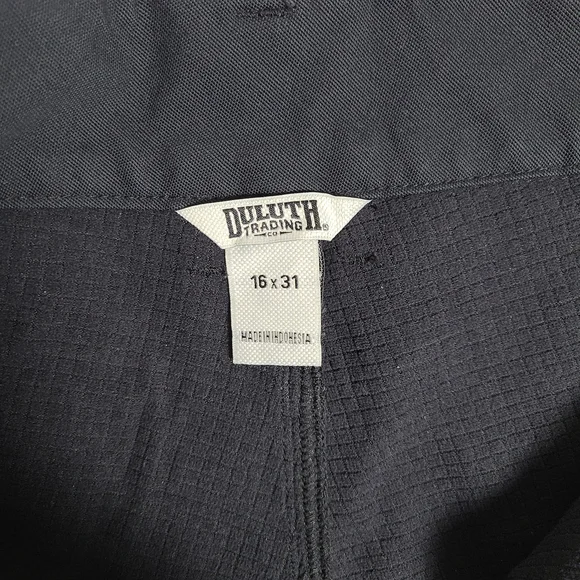 DULUTH
TRADING
CO
®
16 x 31
MADE IN INDONESIA